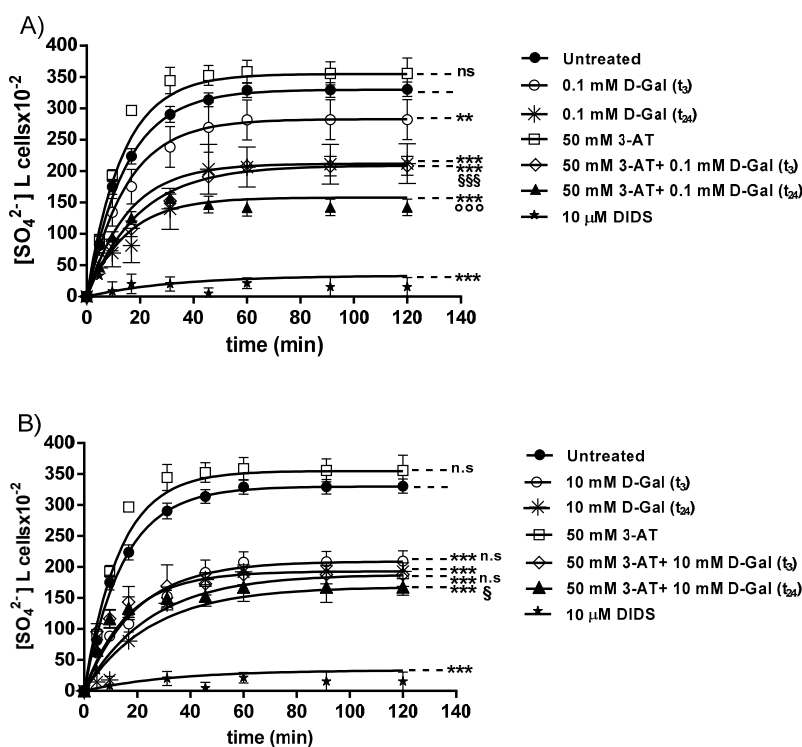 A)
[SO₄²⁻] L cellsx10⁻²
400
350
300
250
200
150
100
50
0
0 20 40 60 80 100 120 140
time (min)
ns
**
***
***
§§§
***
°°°
***
Untreated
0.1 mM D-Gal (t₃)
0.1 mM D-Gal (t₂₄)
50 mM 3-AT
50 mM 3-AT+ 0.1 mM D-Gal (t₃)
50 mM 3-AT+ 0.1 mM D-Gal (t₂₄)
10 μM DIDS
B)
[SO₄²⁻] L cellsx10⁻²
400
350
300
250
200
150
100
50
0
0 20 40 60 80 100 120 140
time (min)
n.s
*** n.s
***
*** n.s
*** §
***
Untreated
10 mM D-Gal (t₃)
10 mM D-Gal (t₂₄)
50 mM 3-AT
50 mM 3-AT+ 10 mM D-Gal (t₃)
50 mM 3-AT+ 10 mM D-Gal (t₂₄)
10 μM DIDS